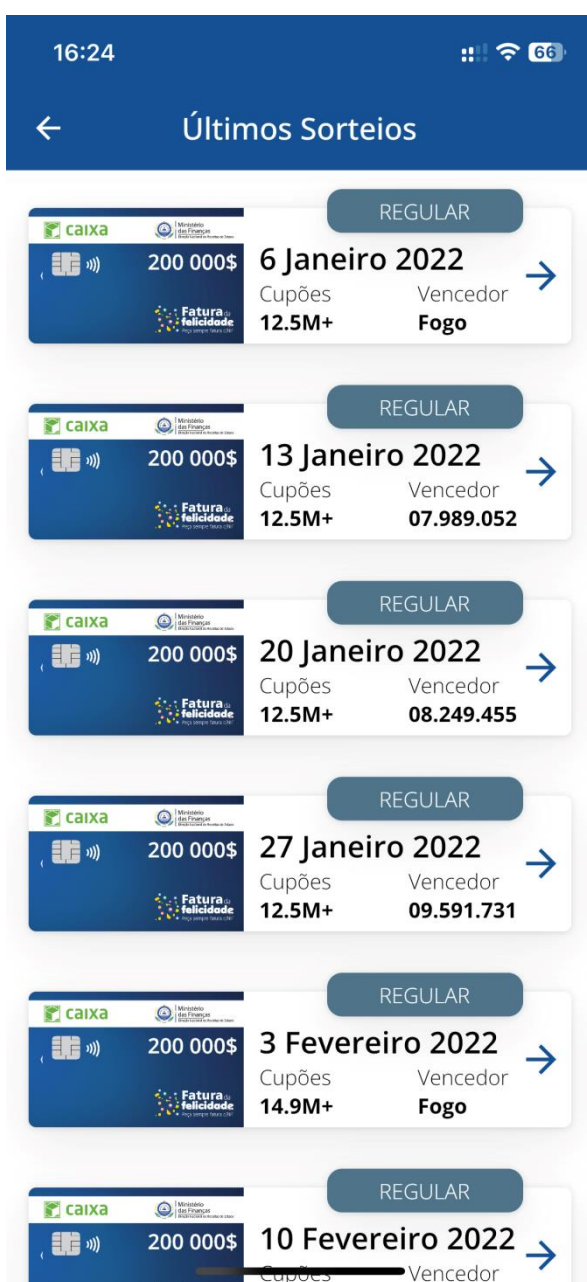 16:24
66
Últimos Sorteios
REGULAR
caixa
Ministério
das Finanças
200 000$
Fatura da
felicidade
6 Janeiro 2022
Cupões Vencedor
12.5M+ Fogo
REGULAR
caixa
Ministério
das Finanças
200 000$
Fatura da
felicidade
13 Janeiro 2022
Cupões Vencedor
12.5M+ 07.989.052
REGULAR
caixa
Ministério
das Finanças
200 000$
Fatura da
felicidade
20 Janeiro 2022
Cupões Vencedor
12.5M+ 08.249.455
REGULAR
caixa
Ministério
das Finanças
200 000$
Fatura da
felicidade
27 Janeiro 2022
Cupões Vencedor
12.5M+ 09.591.731
REGULAR
caixa
Ministério
das Finanças
200 000$
Fatura da
felicidade
3 Fevereiro 2022
Cupões Vencedor
14.9M+ Fogo
REGULAR
caixa
Ministério
das Finanças
200 000$
10 Fevereiro 2022
Cupões Vencedor